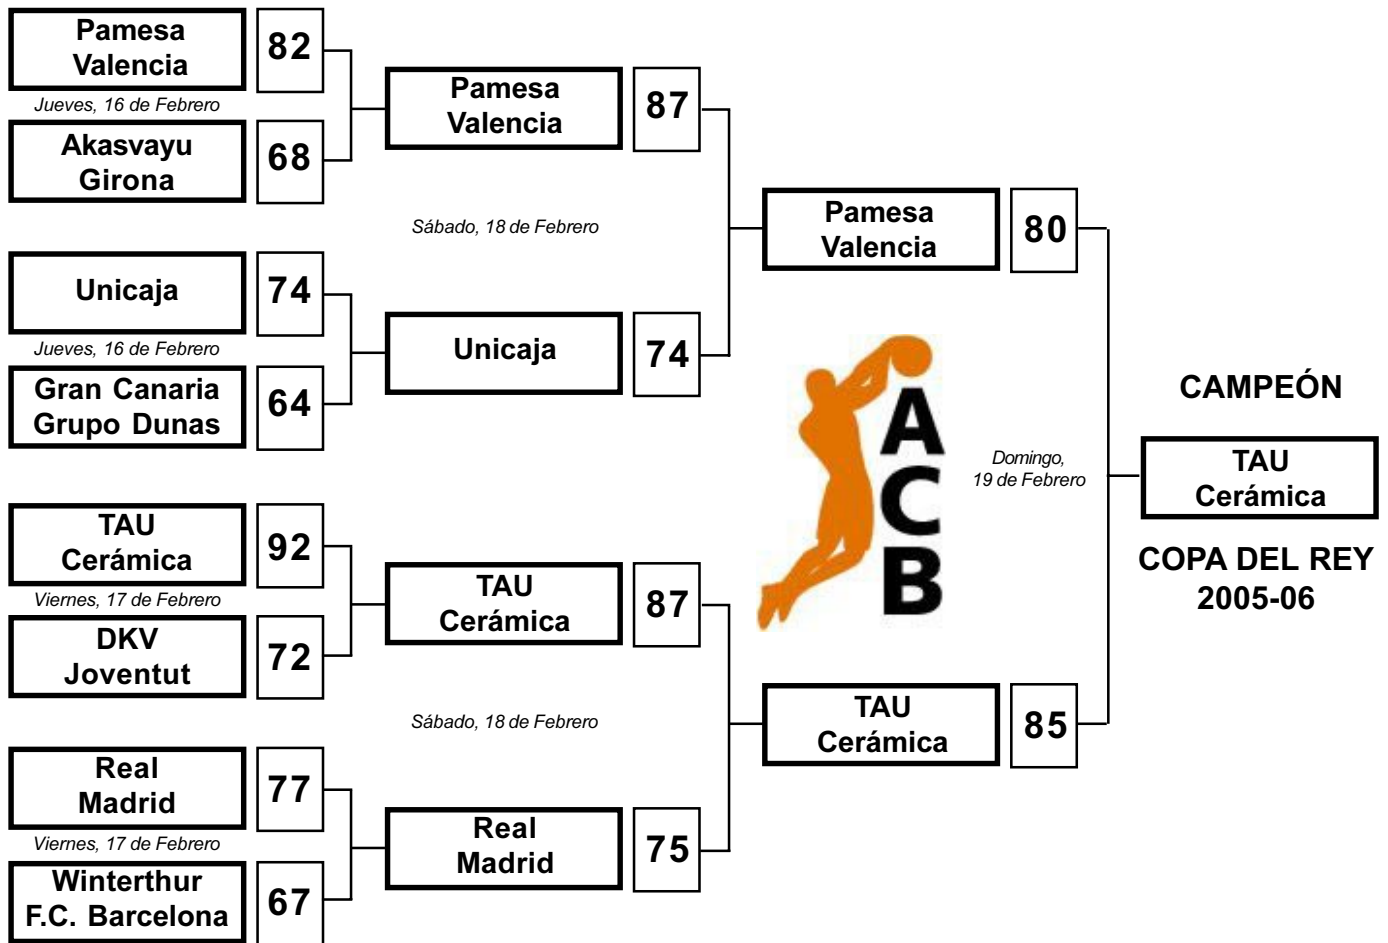 Pamesa
Valencia
82
Jueves, 16 de Febrero
Akasvayu
Girona
68
Pamesa
Valencia
87
Sábado, 18 de Febrero
Unicaja
74
Jueves, 16 de Febrero
Gran Canaria
Grupo Dunas
64
Unicaja
74
Pamesa
Valencia
80
TAU
Cerámica
92
Viernes, 17 de Febrero
DKV
Joventut
72
TAU
Cerámica
87
Sábado, 18 de Febrero
Real
Madrid
77
Viernes, 17 de Febrero
Winterthur
F.C. Barcelona
67
Real
Madrid
75
TAU
Cerámica
85
A
C
B
Domingo,
19 de Febrero
CAMPEÓN
TAU
Cerámica
COPA DEL REY
2005-06